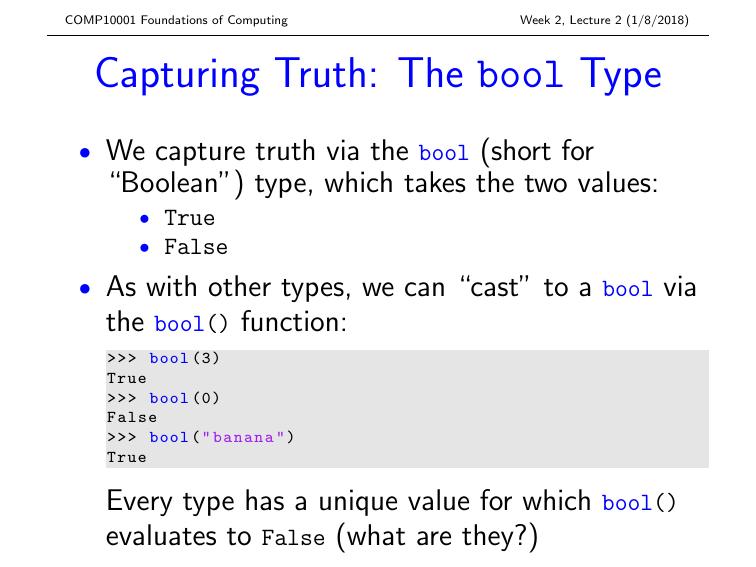 COMP10001 Foundations of Computing Week 2, Lecture 2 (1/8/2018)
Capturing Truth: The bool Type
• We capture truth via the bool (short for
“Boolean”) type, which takes the two values:
• True
• False
• As with other types, we can “cast” to a bool via
the bool() function:
>>> bool(3)
True
>>> bool(0)
False
>>> bool("banana")
True
Every type has a unique value for which bool()
evaluates to False (what are they?)